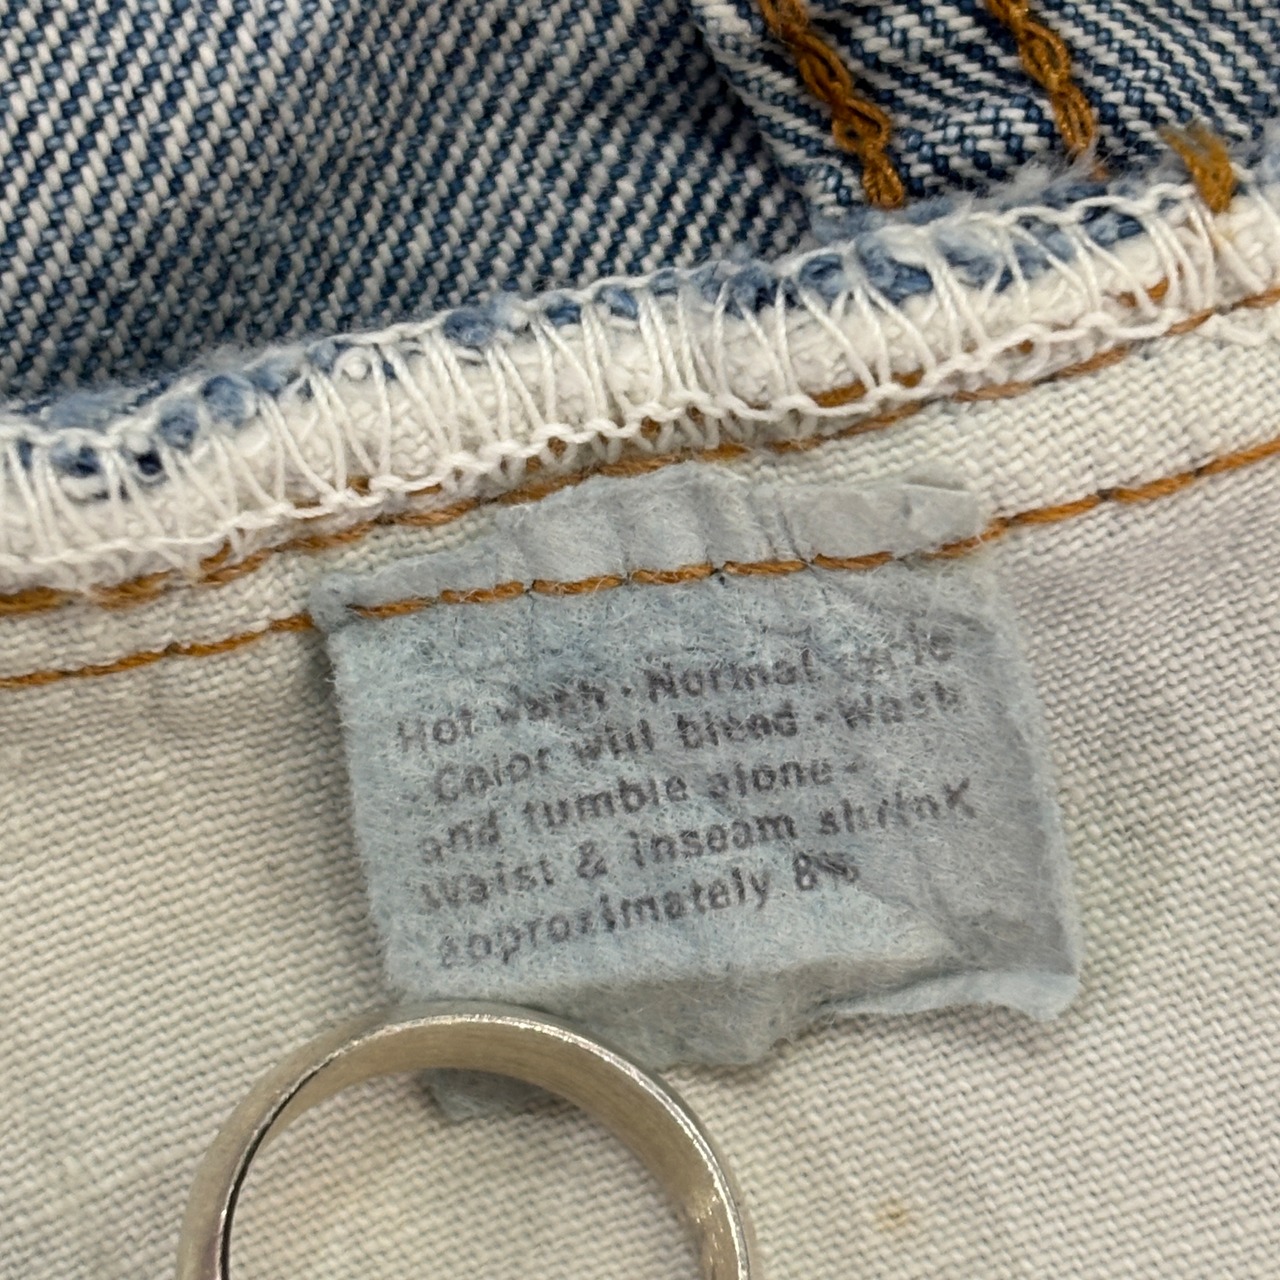 Hot wash · Normal cycle
Color will bleed - Wash
and tumble alone -
Waist & inseam shrink
approximately 8%